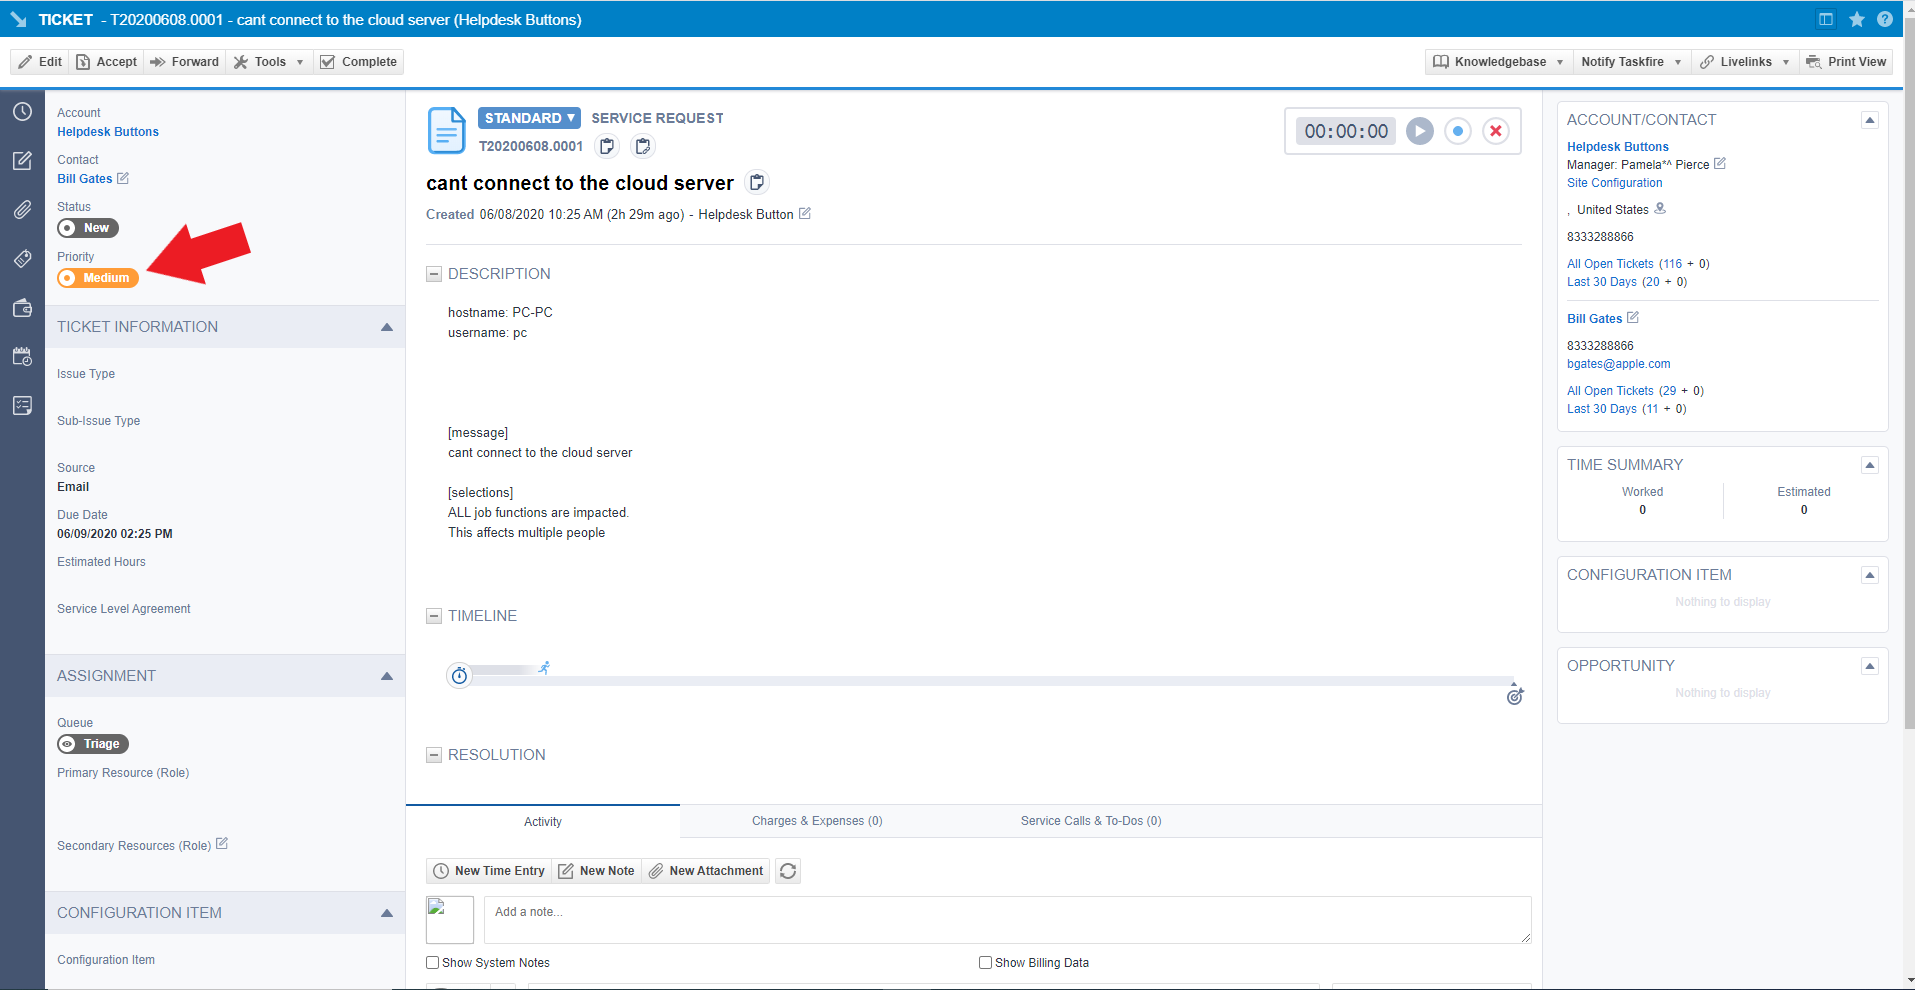 TICKET - T20200608.0001 - cant connect to the cloud server (Helpdesk Buttons)
Edit Accept Forward Tools Complete
Knowledgebase Notify Taskfire Livelinks Print View
Account
Helpdesk Buttons
Contact
Bill Gates
Status
New
Priority
Medium
TICKET INFORMATION
Issue Type
Sub-Issue Type
Source
Email
Due Date
06/09/2020 02:25 PM
Estimated Hours
Service Level Agreement
ASSIGNMENT
Queue
Triage
Primary Resource (Role)
Secondary Resources (Role)
CONFIGURATION ITEM
Configuration Item
STANDARD SERVICE REQUEST
T20200608.0001
00:00:00
cant connect to the cloud server
Created 06/08/2020 10:25 AM (2h 29m ago) - Helpdesk Button
DESCRIPTION
hostname: PC-PC
username: pc
[message]
cant connect to the cloud server
[selections]
ALL job functions are impacted.
This affects multiple people
TIMELINE
RESOLUTION
Activity Charges & Expenses (0) Service Calls & To-Dos (0)
New Time Entry New Note New Attachment
Add a note...
Show System Notes Show Billing Data
ACCOUNT/CONTACT
Helpdesk Buttons
Manager: Pamela*^ Pierce
Site Configuration
, United States
8333288866
All Open Tickets (116 + 0)
Last 30 Days (20 + 0)
Bill Gates
8333288866
bgates@apple.com
All Open Tickets (29 + 0)
Last 30 Days (11 + 0)
TIME SUMMARY
Worked Estimated
0 0
CONFIGURATION ITEM
Nothing to display
OPPORTUNITY
Nothing to display